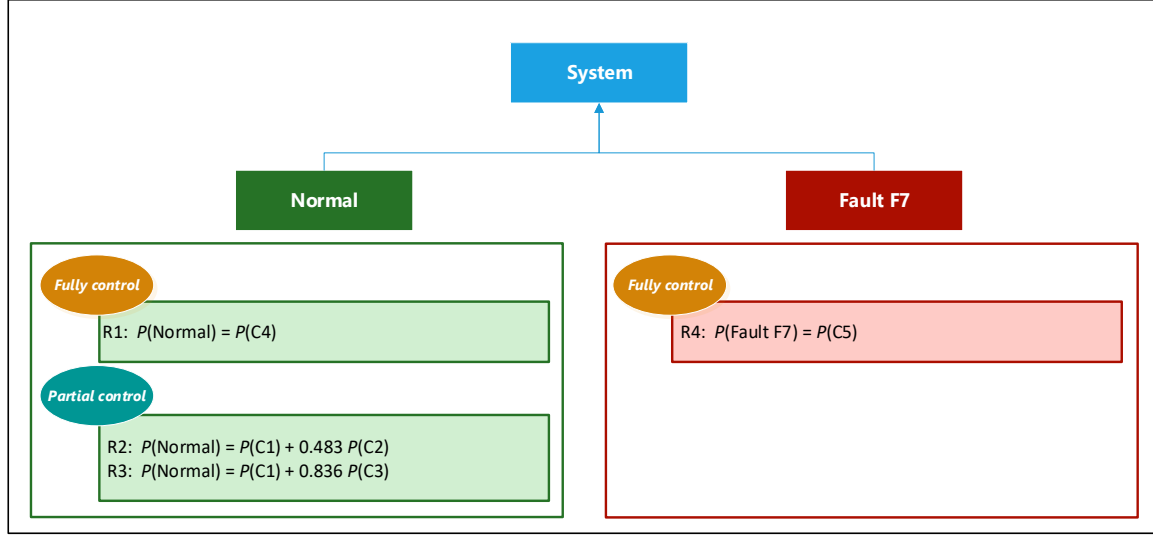 System
Normal
Fault F7
Fully control
R1: P(Normal) = P(C4)
Partial control
R2: P(Normal) = P(C1) + 0.483 P(C2)
R3: P(Normal) = P(C1) + 0.836 P(C3)
Fully control
R4: P(Fault F7) = P(C5)